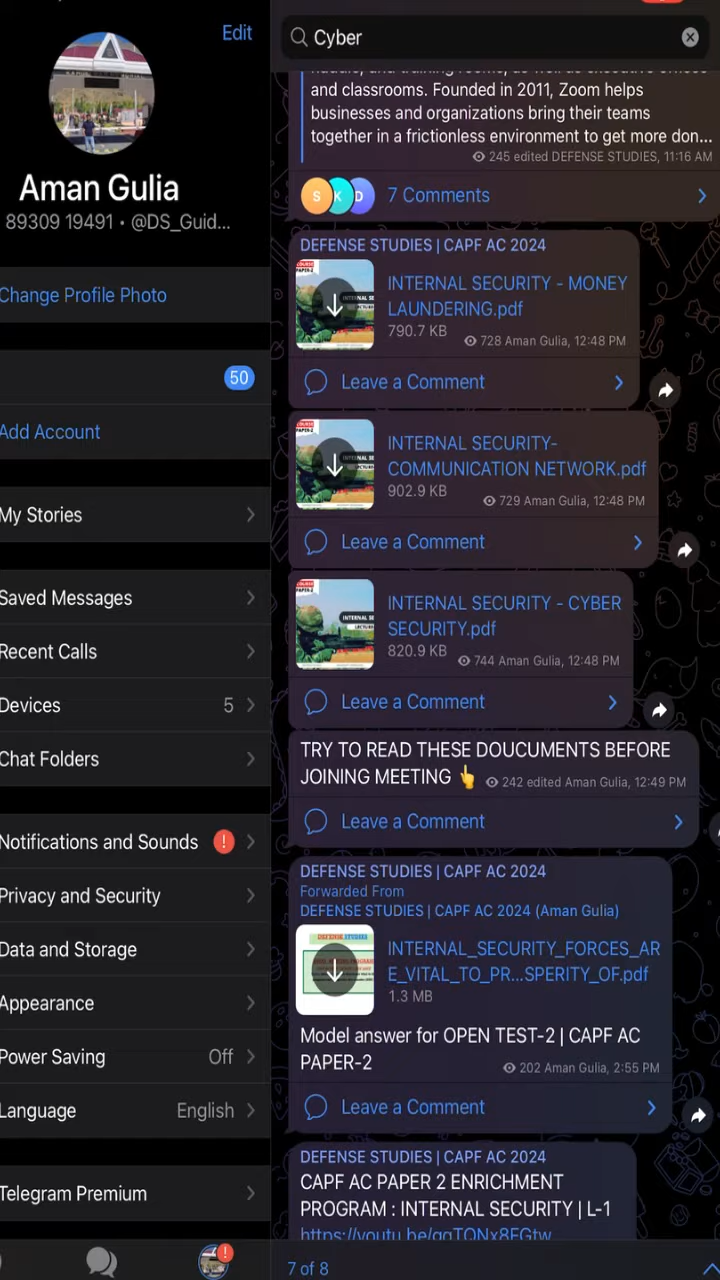 Edit
Aman Gulia
89309 19491 • @DS_Guid...
Change Profile Photo
50
Add Account
My Stories
Saved Messages
Recent Calls
Devices 5
Chat Folders
Notifications and Sounds !
Privacy and Security
Data and Storage
Appearance
Power Saving Off
Language English
Telegram Premium
!
Cyber
and classrooms. Founded in 2011, Zoom helps
businesses and organizations bring their teams
together in a frictionless environment to get more don...
245 edited DEFENSE STUDIES, 11:16 AM
S K D 7 Comments
DEFENSE STUDIES | CAPF AC 2024
INTERNAL SECURITY - MONEY
LAUNDERING.pdf
790.7 KB
728 Aman Gulia, 12:48 PM
Leave a Comment
INTERNAL SECURITY-
COMMUNICATION NETWORK.pdf
902.9 KB
729 Aman Gulia, 12:48 PM
Leave a Comment
INTERNAL SECURITY - CYBER
SECURITY.pdf
820.9 KB
744 Aman Gulia, 12:48 PM
Leave a Comment
TRY TO READ THESE DOUCUMENTS BEFORE
JOINING MEETING 👆 242 edited Aman Gulia, 12:49 PM
Leave a Comment
DEFENSE STUDIES | CAPF AC 2024
Forwarded From
DEFENSE STUDIES | CAPF AC 2024 (Aman Gulia)
DEFENSE STUDIES
INTERNAL_SECURITY_FORCES_AR
E_VITAL_TO_PR...SPERITY_OF.pdf
1.3 MB
Model answer for OPEN TEST-2 | CAPF AC
PAPER-2
202 Aman Gulia, 2:55 PM
Leave a Comment
DEFENSE STUDIES | CAPF AC 2024
CAPF AC PAPER 2 ENRICHMENT
PROGRAM : INTERNAL SECURITY | L-1
7 of 8